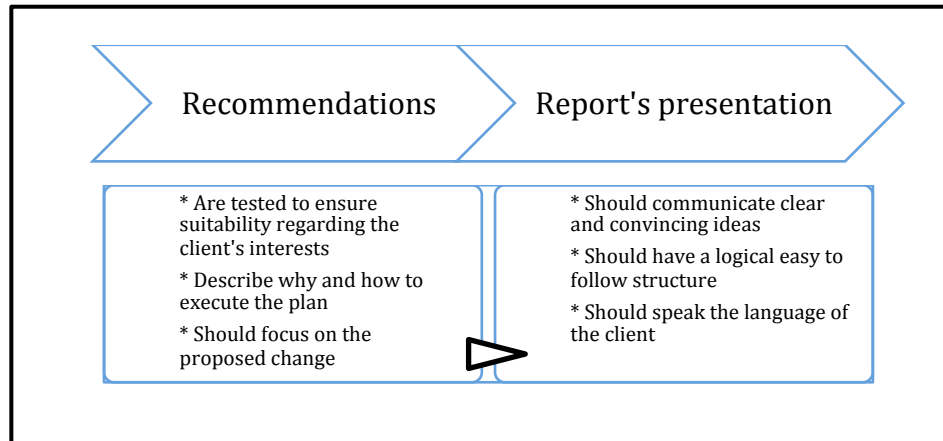 Recommendations
Report's presentation
* Are tested to ensure
suitability regarding the
client's interests
* Describe why and how to
execute the plan
* Should focus on the
proposed change
* Should communicate clear
and convincing ideas
* Should have a logical easy to
follow structure
* Should speak the language of
the client